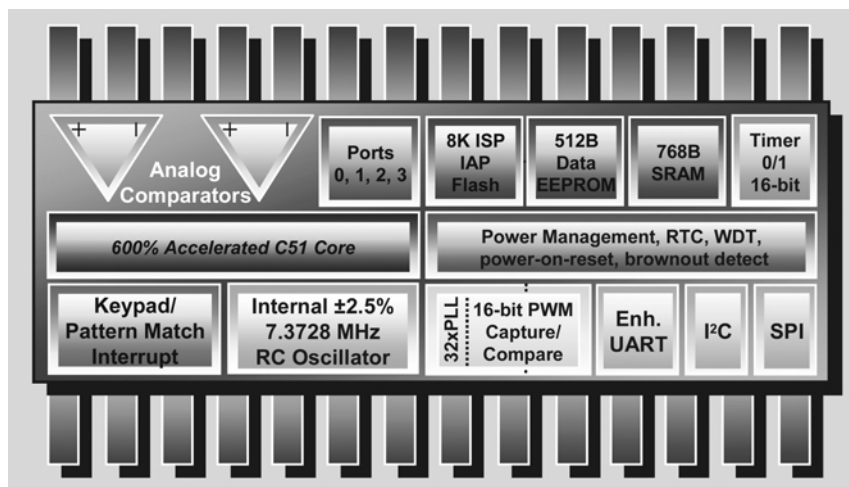 + −
+ −
Analog
Comparators
Ports
0, 1, 2, 3
8K ISP
IAP
Flash
512B
Data
EEPROM
768B
SRAM
Timer
0/1
16-bit
600% Accelerated C51 Core
Power Management, RTC, WDT,
power-on-reset, brownout detect
Keypad/
Pattern Match
Interrupt
Internal ±2.5%
7.3728 MHz
RC Oscillator
32xPLL
16-bit PWM
Capture/
Compare
Enh.
UART
I²C
SPI